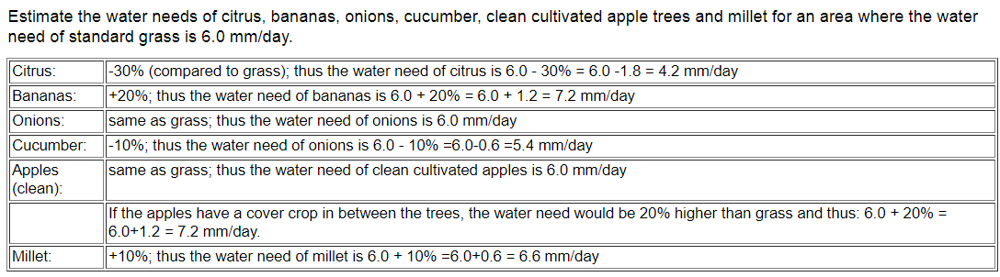 Estimate the water needs of citrus, bananas, onions, cucumber, clean cultivated apple trees and millet for an area where the water
need of standard grass is 6.0 mm/day.
Citrus: -30% (compared to grass); thus the water need of citrus is 6.0 - 30% = 6.0 -1.8 = 4.2 mm/day
Bananas: +20%; thus the water need of bananas is 6.0 + 20% = 6.0 + 1.2 = 7.2 mm/day
Onions: same as grass; thus the water need of onions is 6.0 mm/day
Cucumber: -10%; thus the water need of onions is 6.0 - 10% =6.0-0.6 =5.4 mm/day
Apples same as grass; thus the water need of clean cultivated apples is 6.0 mm/day
(clean):
If the apples have a cover crop in between the trees, the water need would be 20% higher than grass and thus: 6.0 + 20% =
6.0+1.2 = 7.2 mm/day.
Millet: +10%; thus the water need of millet is 6.0 + 10% =6.0+0.6 = 6.6 mm/day